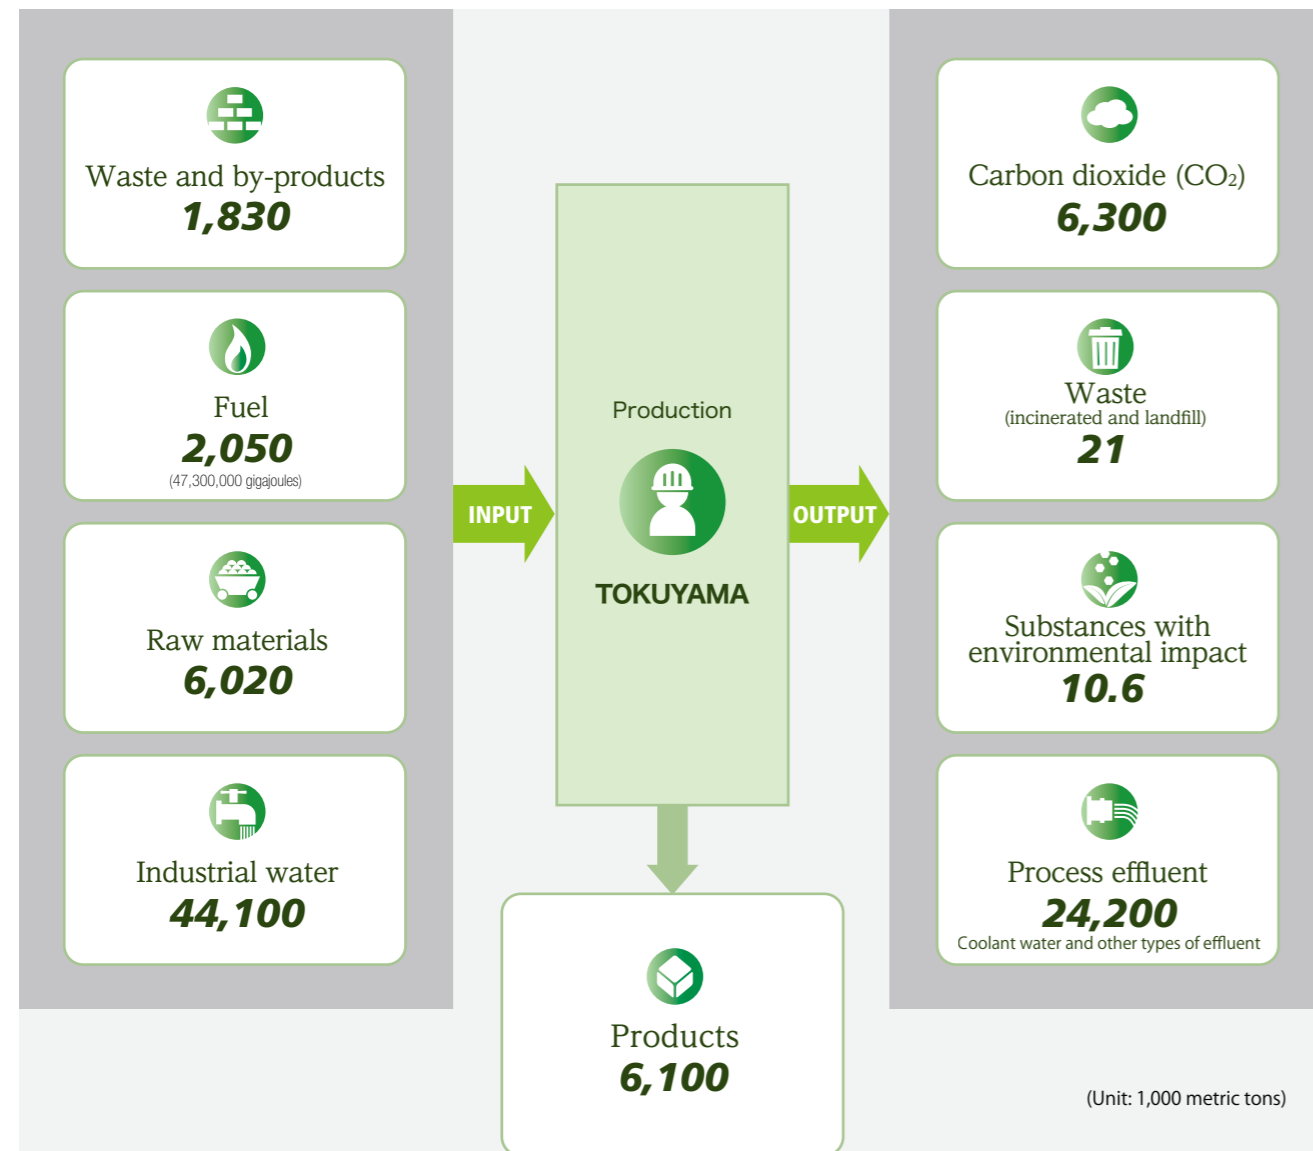 Waste and by-products
1,830
Fuel
2,050
(47,300,000 gigajoules)
Raw materials
6,020
Industrial water
44,100
INPUT
Production
TOKUYAMA
OUTPUT
Products
6,100
Carbon dioxide (CO₂)
6,300
Waste
(incinerated and landfill)
21
Substances with
environmental impact
10.6
Process effluent
24,200
Coolant water and other types of effluent
(Unit: 1,000 metric tons)